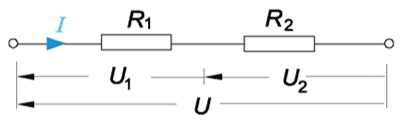 I R₁ R₂
U₁ U₂
U